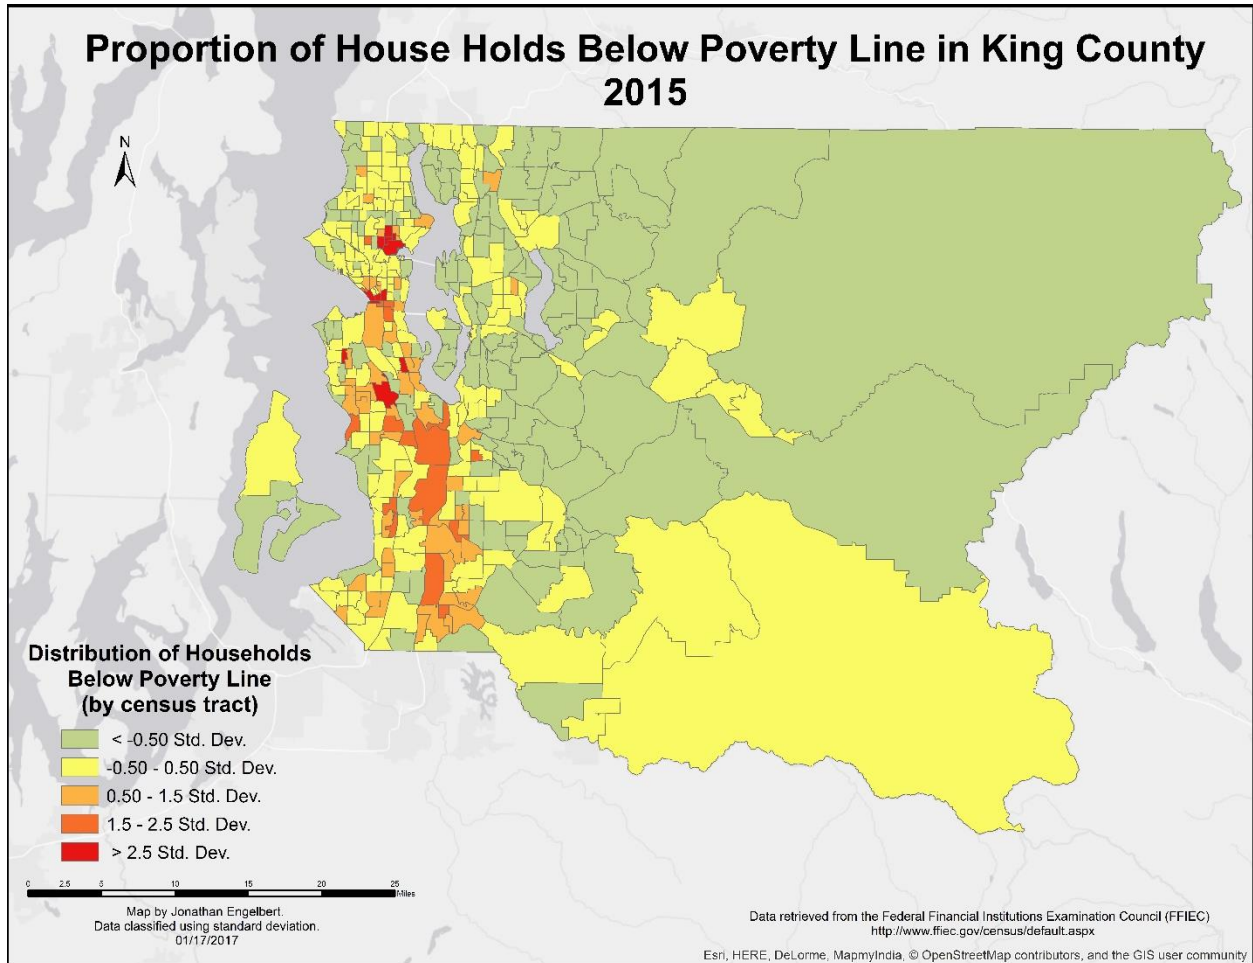 Proportion of House Holds Below Poverty Line in King County
2015
N
Distribution of Households
Below Poverty Line
(by census tract)
< -0.50 Std. Dev.
-0.50 - 0.50 Std. Dev.
0.50 - 1.5 Std. Dev.
1.5 - 2.5 Std. Dev.
> 2.5 Std. Dev.
0 2.5 5 10 15 20 25
Miles
Map by Jonathan Engelbert.
Data classified using standard deviation.
01/17/2017
Data retrieved from the Federal Financial Institutions Examination Council (FFIEC)
http://www.ffiec.gov/census/default.aspx
Esri, HERE, DeLorme, MapmyIndia, © OpenStreetMap contributors, and the GIS user community